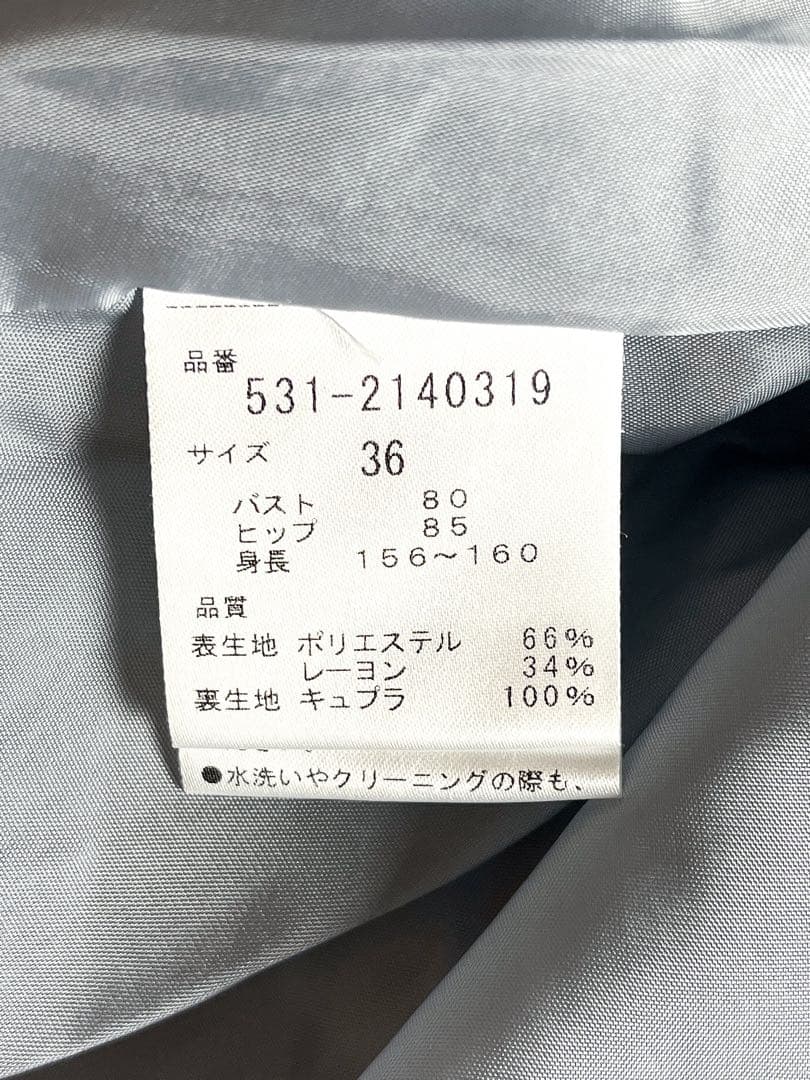 品番
531-2140319
サイズ 36
バスト 80
ヒップ 85
身長 156~160
品質
表生地 ポリエステル 66%
レーヨン 34%
裏生地 キュプラ 100%
●水洗いやクリーニングの際も、